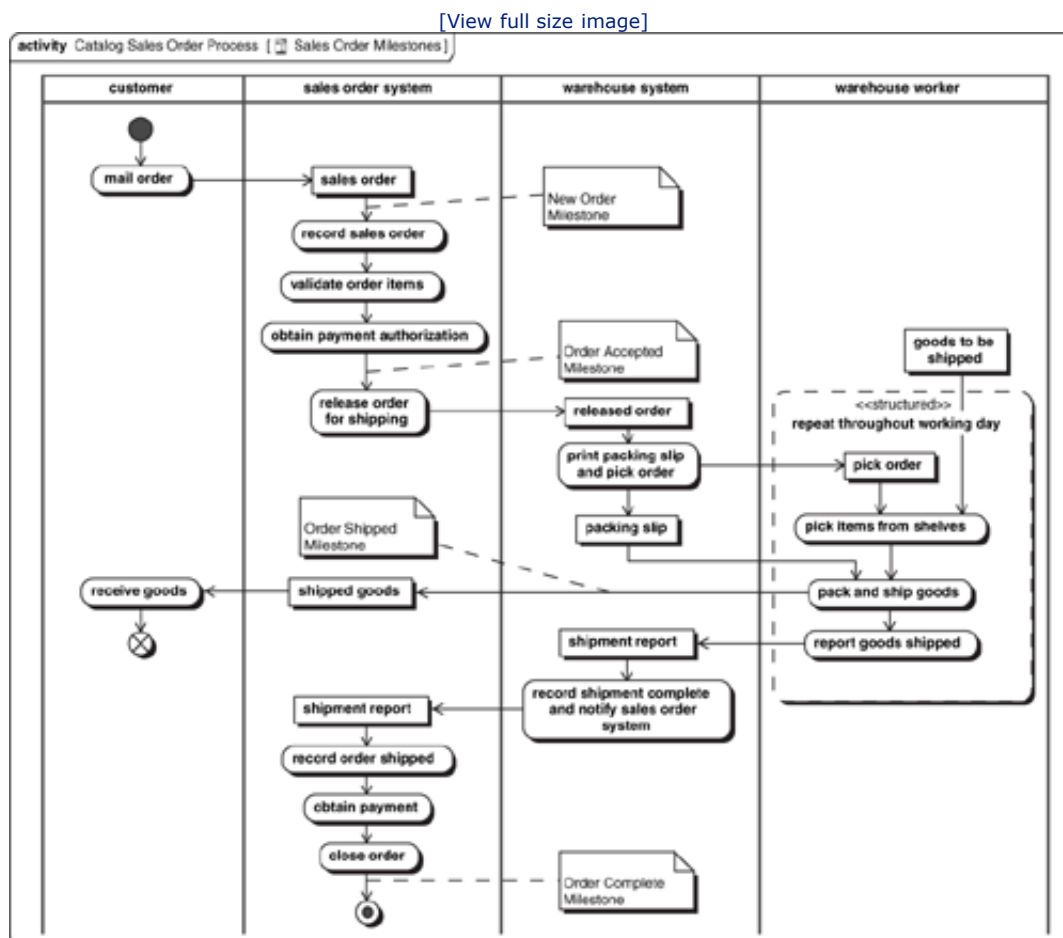 [View full size image]
activity Catalog Sales Order Process [ Sales Order Milestones ]
customer
sales order system
warehouse system
warehouse worker
mail order
sales order
New Order
Milestone
record sales order
validate order items
obtain payment authorization
Order Accepted
Milestone
goods to be
shipped
release order
for shipping
released order
<<structured>>
repeat throughout working day
print packing slip
and pick order
pick order
Order Shipped
Milestone
packing slip
pick items from shelves
receive goods
shipped goods
pack and ship goods
shipment report
report goods shipped
record shipment complete
and notify sales order
system
shipment report
record order shipped
obtain payment
close order
Order Complete
Milestone